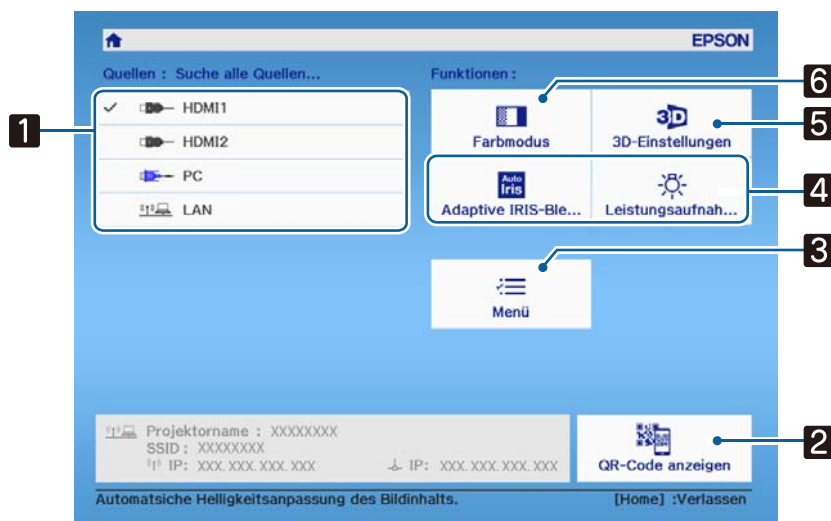 EPSON
Quellen : Suche alle Quellen...
Funktionen :
1
HDMI1
HDMI2
PC
LAN
6
Farbmodus
5
3D
3D-Einstellungen
4
Auto
Iris
Adaptive IRIS-Ble...
Leistungsaufnah...
3
Menü
Projektorname : XXXXXXXX
SSID : XXXXXXXX
IP: XXX. XXX. XXX. XXX
IP: XXX. XXX. XXX. XXX
2
QR-Code anzeigen
Automatsiche Helligkeitsanpassung des Bildinhalts.
[Home] :Verlassen